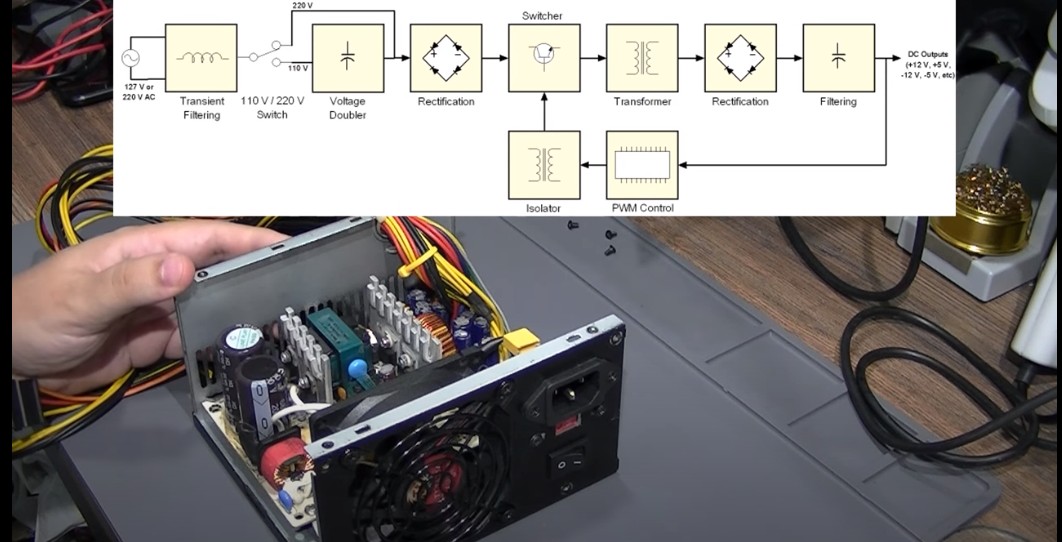 220 V
Switcher
110 V
127 V or
220 V AC
DC Outputs
(+12 V, +5 V,
-12 V, -5 V, etc)
Transient
Filtering
110 V / 220 V
Switch
Voltage
Doubler
Rectification
Transformer
Rectification
Filtering
Isolator
PWM Control